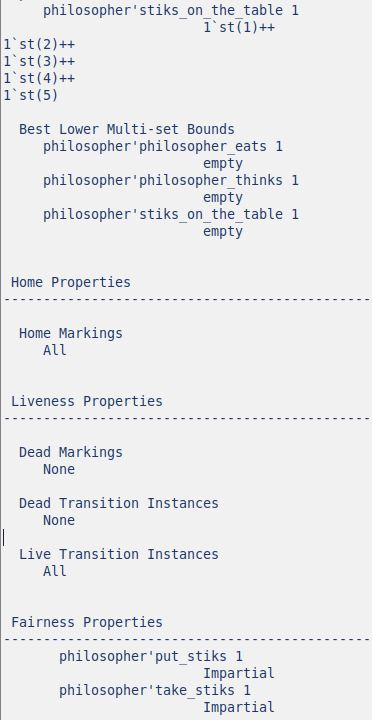 philosopher'stiks_on_the_table 1
1`st(1)++
1`st(2)++
1`st(3)++
1`st(4)++
1`st(5)
Best Lower Multi-set Bounds
philosopher'philosopher_eats 1
empty
philosopher'philosopher_thinks 1
empty
philosopher'stiks_on_the_table 1
empty
Home Properties
-----------------------------------------------
Home Markings
All
Liveness Properties
-----------------------------------------------
Dead Markings
None
Dead Transition Instances
None
Live Transition Instances
All
Fairness Properties
-----------------------------------------------
philosopher'put_stiks 1
Impartial
philosopher'take_stiks 1
Impartial